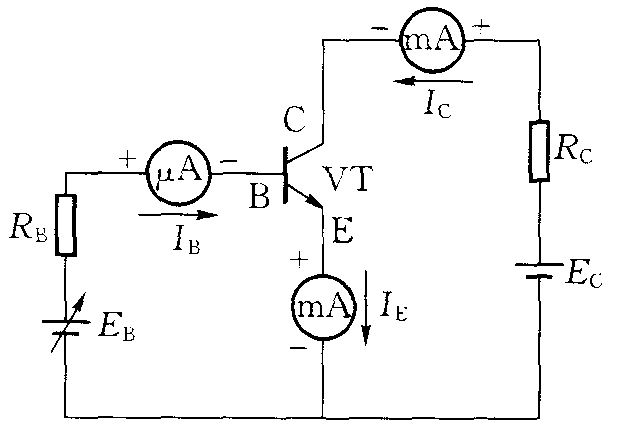 − mA +
I_C
C
R_C
+ μA −
B
VT
I_B
E
R_B
+
E_C
mA
I_E
E_B
−